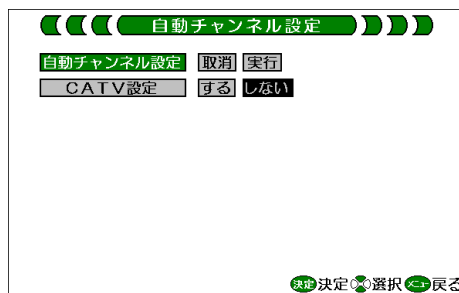 自動チャンネル設定
自動チャンネル設定 取消 実行
CATV設定 する しない
決定 決定 選択 メニュー 戻る